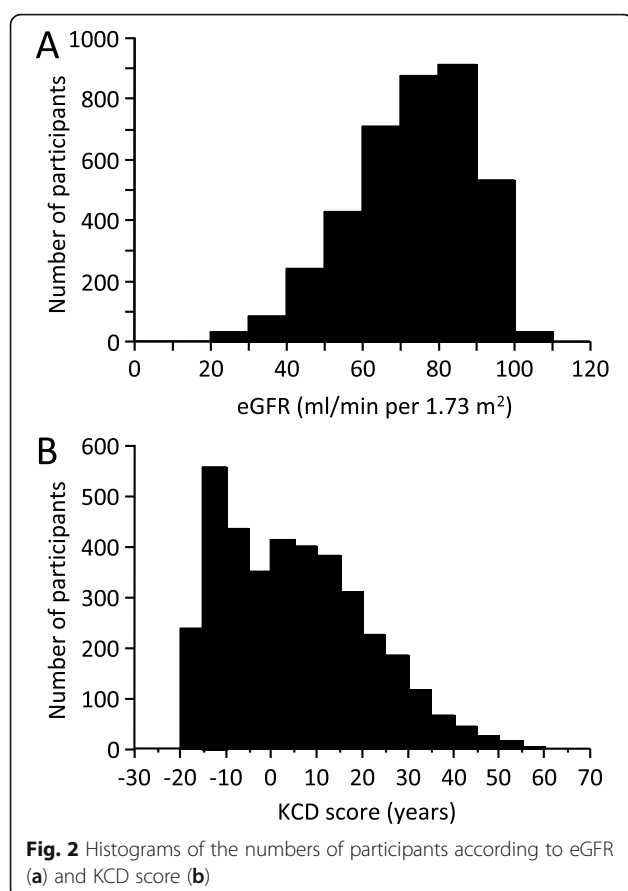 A
Number of participants
1000
800
600
400
200
0
0 20 40 60 80 100 120
eGFR (ml/min per 1.73 m²)
B
Number of participants
600
500
400
300
200
100
0
-30 -20 -10 0 10 20 30 40 50 60 70
KCD score (years)
Fig. 2 Histograms of the numbers of participants according to eGFR
(a) and KCD score (b)